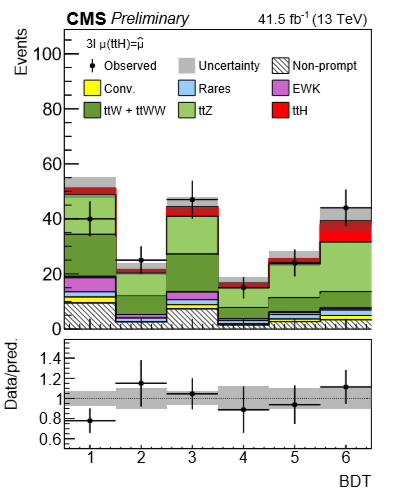 CMS Preliminary 41.5 fb⁻¹ (13 TeV)
Events
3l μ(ttH)=μ̂
Observed Uncertainty Non-prompt
Conv. Rares EWK
ttW + ttWW ttZ ttH
100
80
60
40
20
0
Data/pred.
1.4
1.2
1
0.8
0.6
1 2 3 4 5 6
BDT